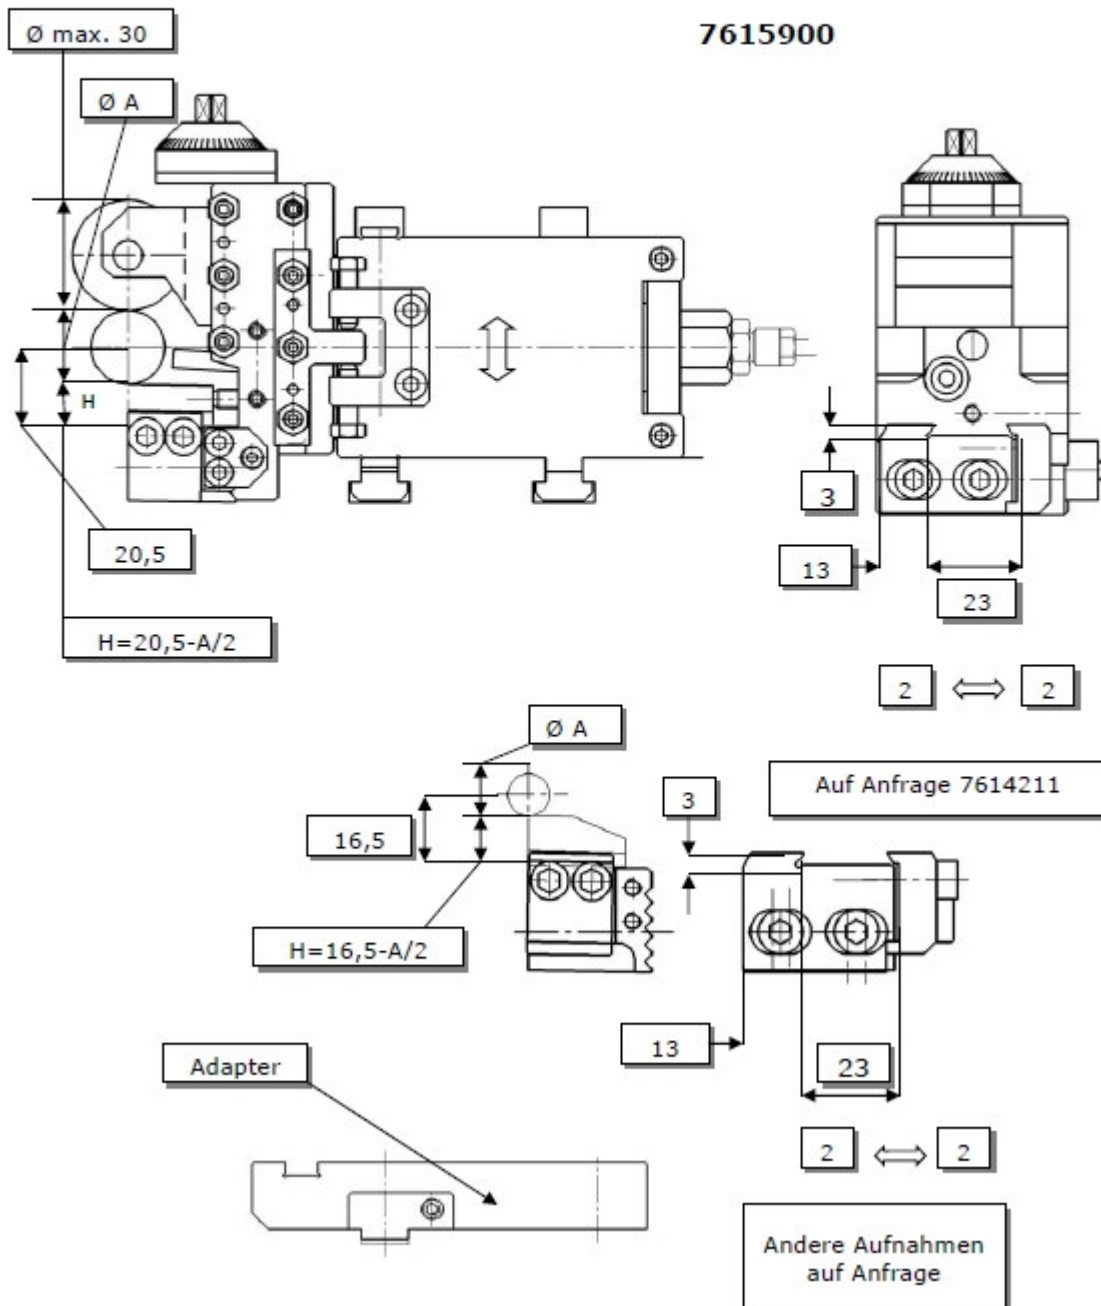 Ø max. 30
7615900
Ø A
H
3
20,5
13
23
H=20,5-A/2
2
2
Ø A
Auf Anfrage 7614211
3
16,5
H=16,5-A/2
13
23
Adapter
2
2
Andere Aufnahmen
auf Anfrage